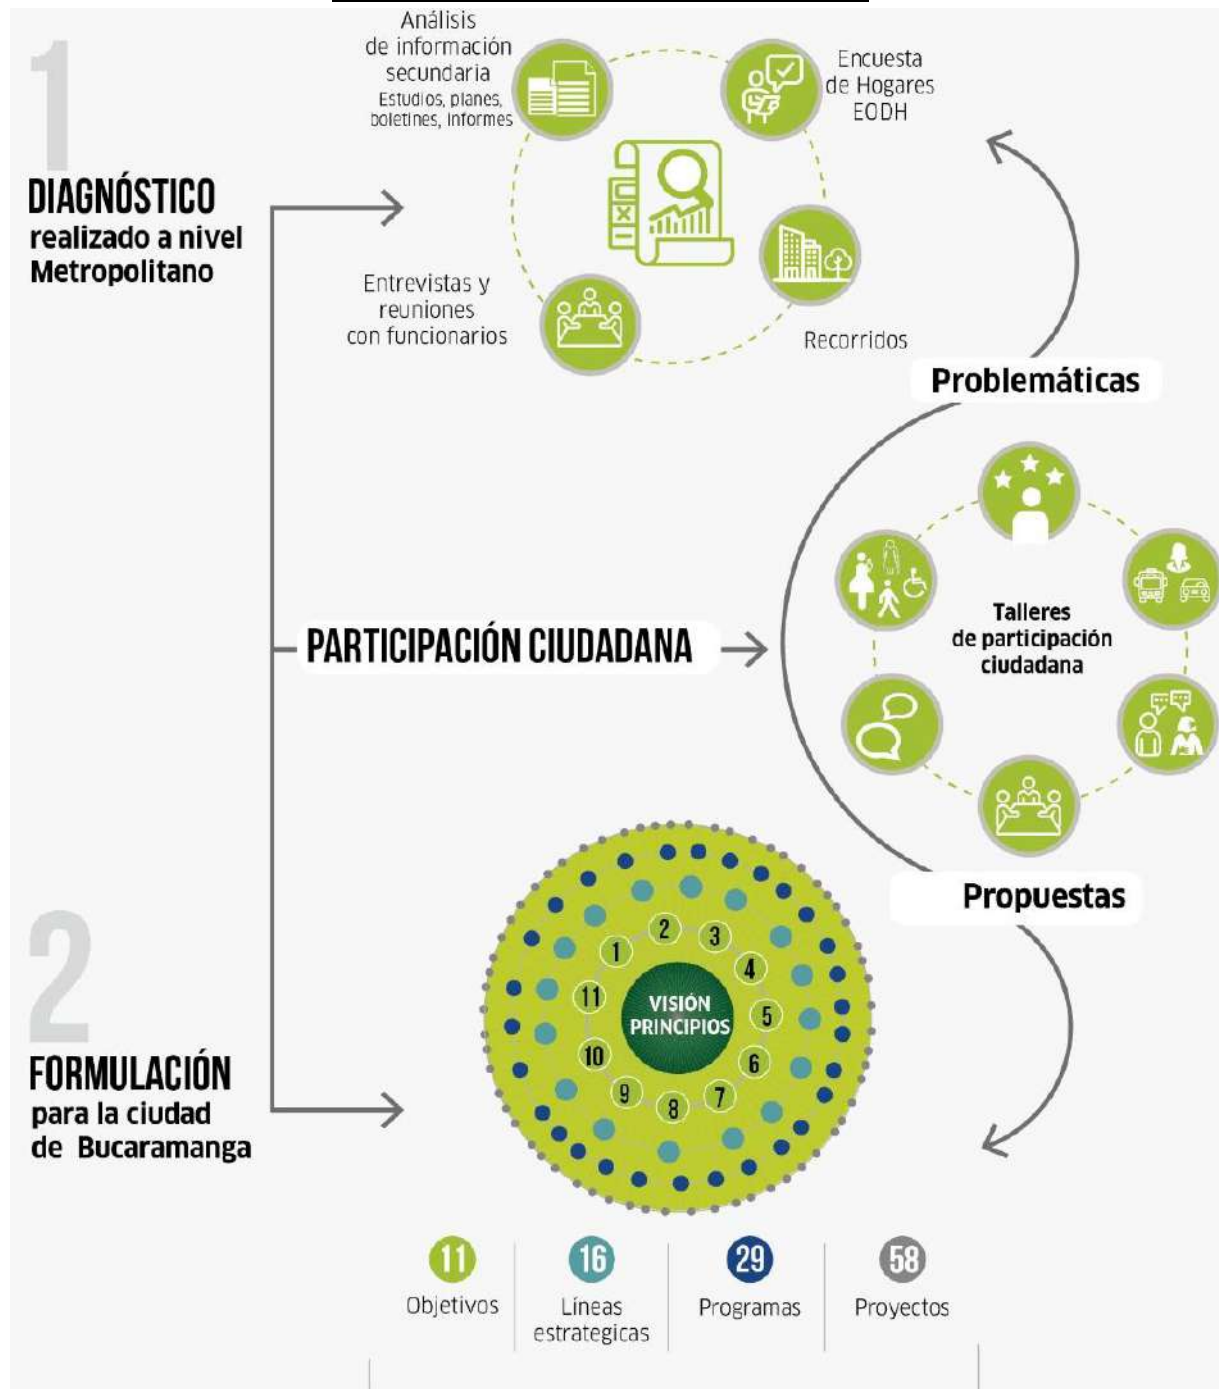 1
DIAGNÓSTICO
realizado a nivel
Metropolitano
Análisis
de información
secundaria
Estudios, planes,
boletines, informes
Encuesta
de Hogares
EODH
Entrevistas y
reuniones
con funcionarios
Recorridos
Problemáticas
PARTICIPACIÓN CIUDADANA
Talleres
de participación
ciudadana
Propuestas
2
FORMULACIÓN
para la ciudad
de Bucaramanga
1
2
3
4
5
6
7
8
9
10
11
VISIÓN
PRINCIPIOS
11
Objetivos
16
Líneas
estrategicas
29
Programas
58
Proyectos